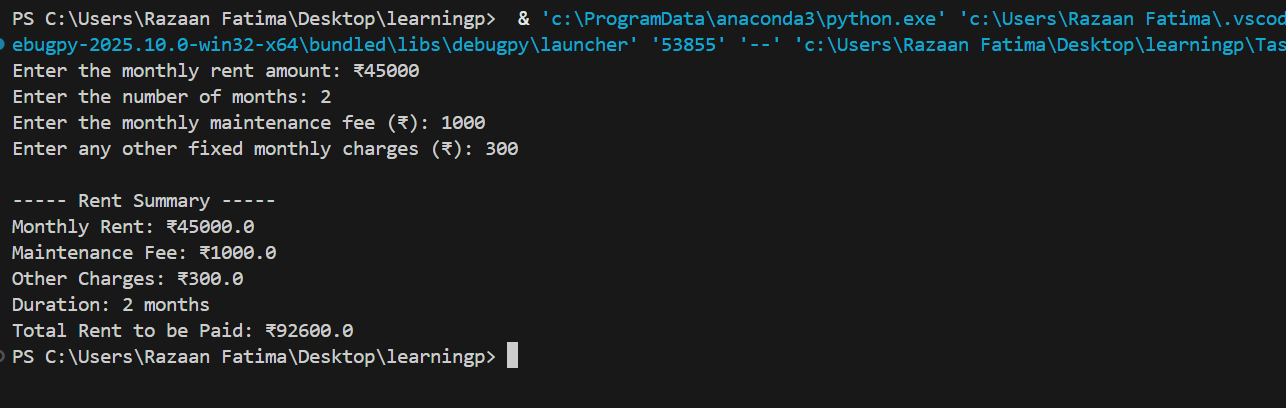 PS C:\Users\Razaan Fatima\Desktop\learningp>  & 'c:\ProgramData\anaconda3\python.exe' 'c:\Users\Razaan Fatima\.vscod
ebugpy-2025.10.0-win32-x64\bundled\libs\debugpy\launcher' '53855' '--' 'c:\Users\Razaan Fatima\Desktop\learningp\Tas
Enter the monthly rent amount: ₹45000
Enter the number of months: 2
Enter the monthly maintenance fee (₹): 1000
Enter any other fixed monthly charges (₹): 300
----- Rent Summary -----
Monthly Rent: ₹45000.0
Maintenance Fee: ₹1000.0
Other Charges: ₹300.0
Duration: 2 months
Total Rent to be Paid: ₹92600.0
PS C:\Users\Razaan Fatima\Desktop\learningp>